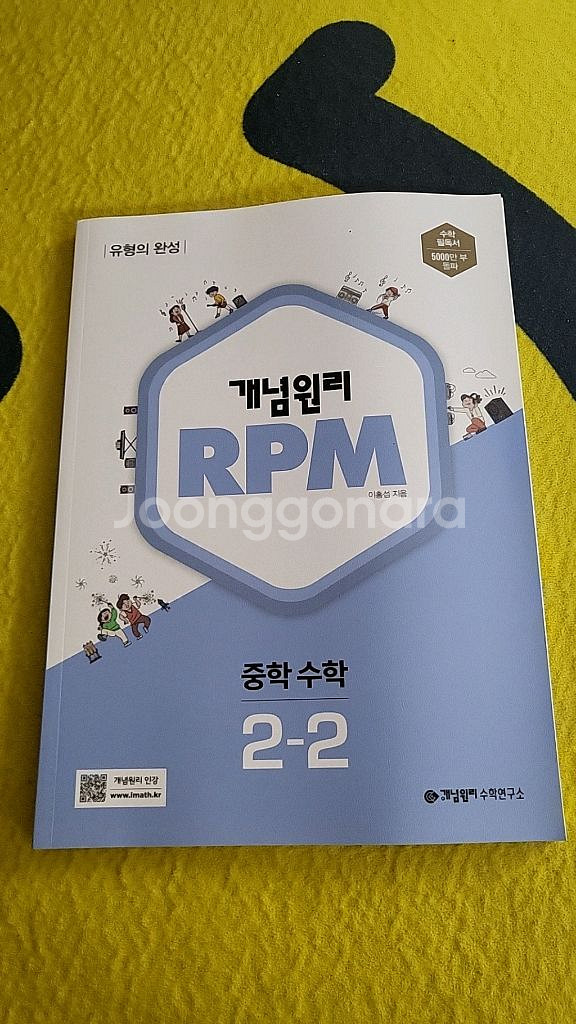 유형의 완성
수학
필독서
5000만 부
돌파
개념원리
RPM
이홍섭 지음
Joonggonara
중학 수학
2-2
개념원리 인강
www.imath.kr
개념원리 수학연구소